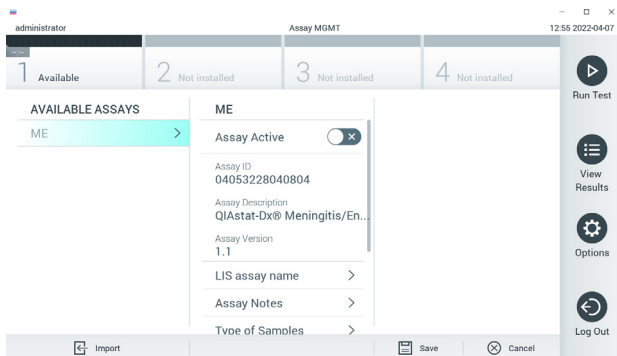 administrator
Assay MGMT
12:55 2022-04-07
--:--
1 Available
2 Not installed
3 Not installed
4 Not installed
Run Test
AVAILABLE ASSAYS
ME
ME
Assay Active
Assay ID
04053228040804
Assay Description
QIAstat-Dx® Meningitis/En...
Assay Version
1.1
LIS assay name
Assay Notes
Type of Samples
View
Results
Options
Log Out
Import
Save
Cancel